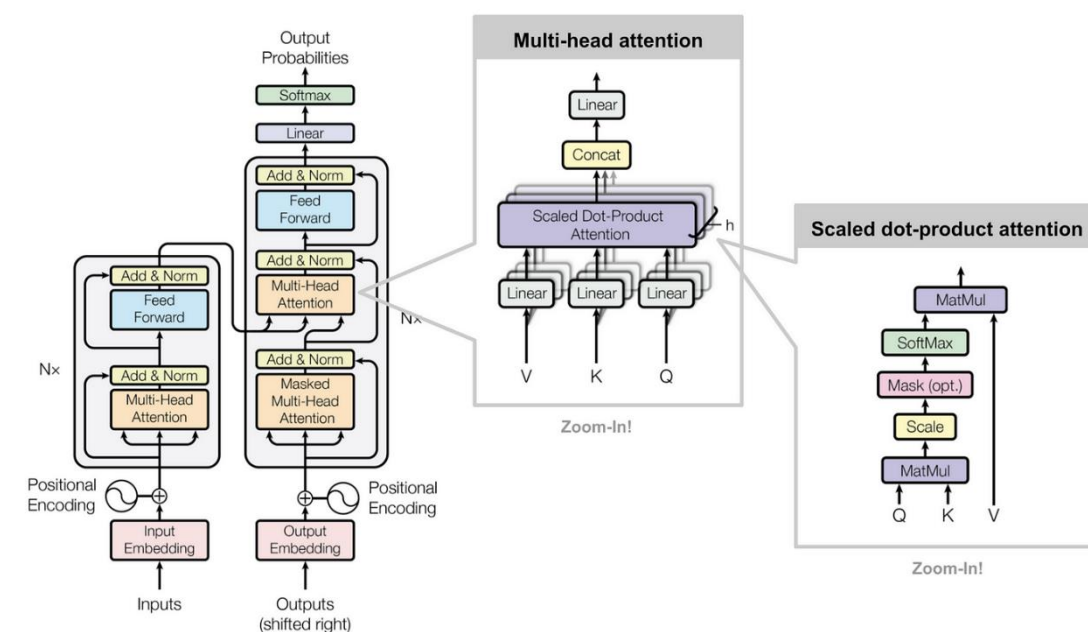 Output
Probabilities
Softmax
Linear
Add & Norm
Feed
Forward
Add & Norm
Multi-Head
Attention
Add & Norm
Masked
Multi-Head
Attention
Nx
Positional
Encoding
Output
Embedding
Outputs
(shifted right)
Add & Norm
Feed
Forward
Nx
Add & Norm
Multi-Head
Attention
Positional
Encoding
Input
Embedding
Inputs
Multi-head attention
Linear
Concat
Scaled Dot-Product
Attention
h
Linear Linear Linear
V K Q
Zoom-In!
Scaled dot-product attention
MatMul
SoftMax
Mask (opt.)
Scale
MatMul
Q K V
Zoom-In!